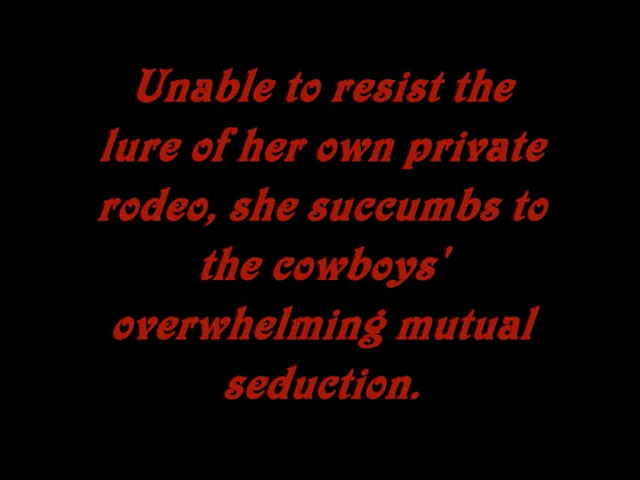 Unable to resist the
lure of her own private
rodeo, she succumbs to
the cowboys'
overwhelming mutual
seduction.